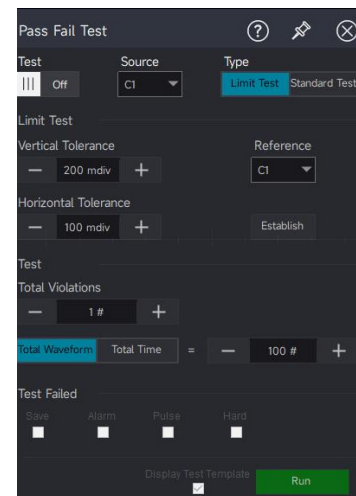 Pass Fail Test
Test Source Type
Off C1 Limit Test Standard Test
Limit Test
Vertical Tolerance Reference
— 200 mdiv + C1
Horizontal Tolerance
— 100 mdiv + Establish
Test
Total Violations
— 1 # +
Total Waveform Total Time = — 100 # +
Test Failed
Save Alarm Pulse Hard
Display Test Template
Run